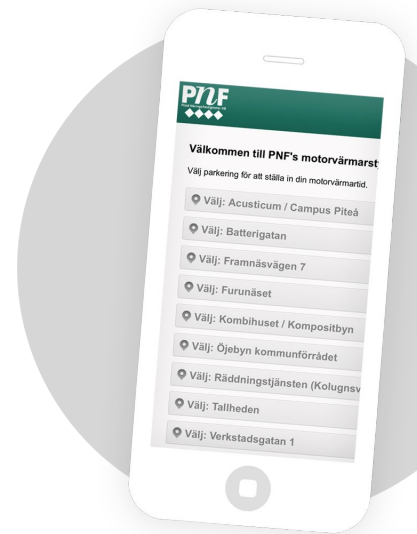 PnF
Välkommen till PNF's motorvärmarst
Välj parkering för att ställa in din motorvärmartid.
Välj: Acusticum / Campus Piteå
Välj: Batterigatan
Välj: Framnäsvägen 7
Välj: Furunäset
Välj: Kombihuset / Kompositbyn
Välj: Öjebyn kommunförrådet
Välj: Räddningstjänsten (Kolugnsv
Välj: Tallheden
Välj: Verkstadsgatan 1